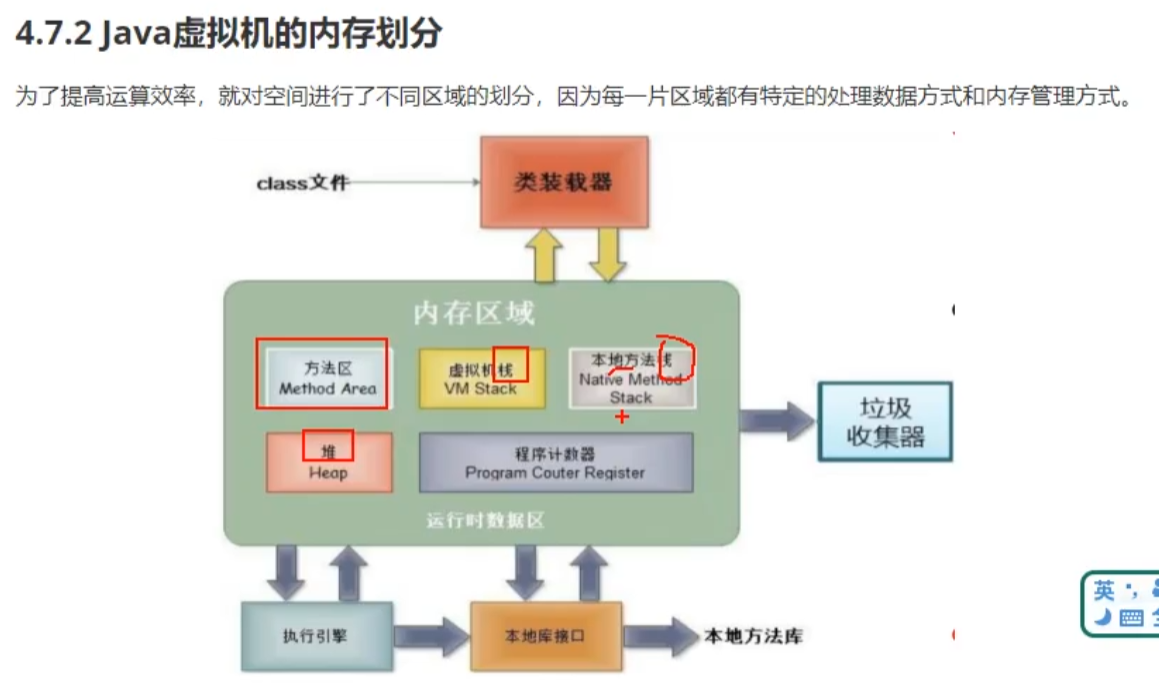 4.7.2 Java虚拟机的内存划分
为了提高运算效率，就对空间进行了不同区域的划分，因为每一片区域都有特定的处理数据方式和内存管理方式。
class文件
类装载器
内存区域
方法区
Method Area
虚拟机栈
VM Stack
本地方法栈
Native Method
Stack
堆
Heap
程序计数器
Program Couter Register
运行时数据区
垃圾
收集器
执行引擎
本地库接口
本地方法库
英